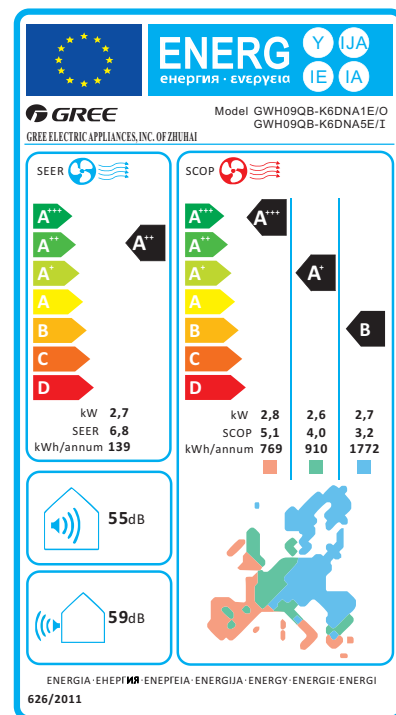 ENERG
енергия · ενεργεια
Y
IJA
IE
IA
GREE
GREE ELECTRIC APPLIANCES, INC. OF ZHUHAI
Model GWH09QB-K6DNA1E/O
GWH09QB-K6DNA5E/I
SEER
A+++
A++
A+
A
B
C
D
A++
kW 2,7
SEER 6,8
kWh/annum 139
SCOP
A+++
A++
A+
A
B
C
D
A+++
A+
B
kW 2,8 2,6 2,7
SCOP 5,1 4,0 3,2
kWh/annum 769 910 1772
55dB
59dB
ENERGIA·ЕНЕРГИЯ·ΕΝΕΡΓΕΙΑ·ENERGIJA·ENERGY·ENERGIE·ENERGI
626/2011